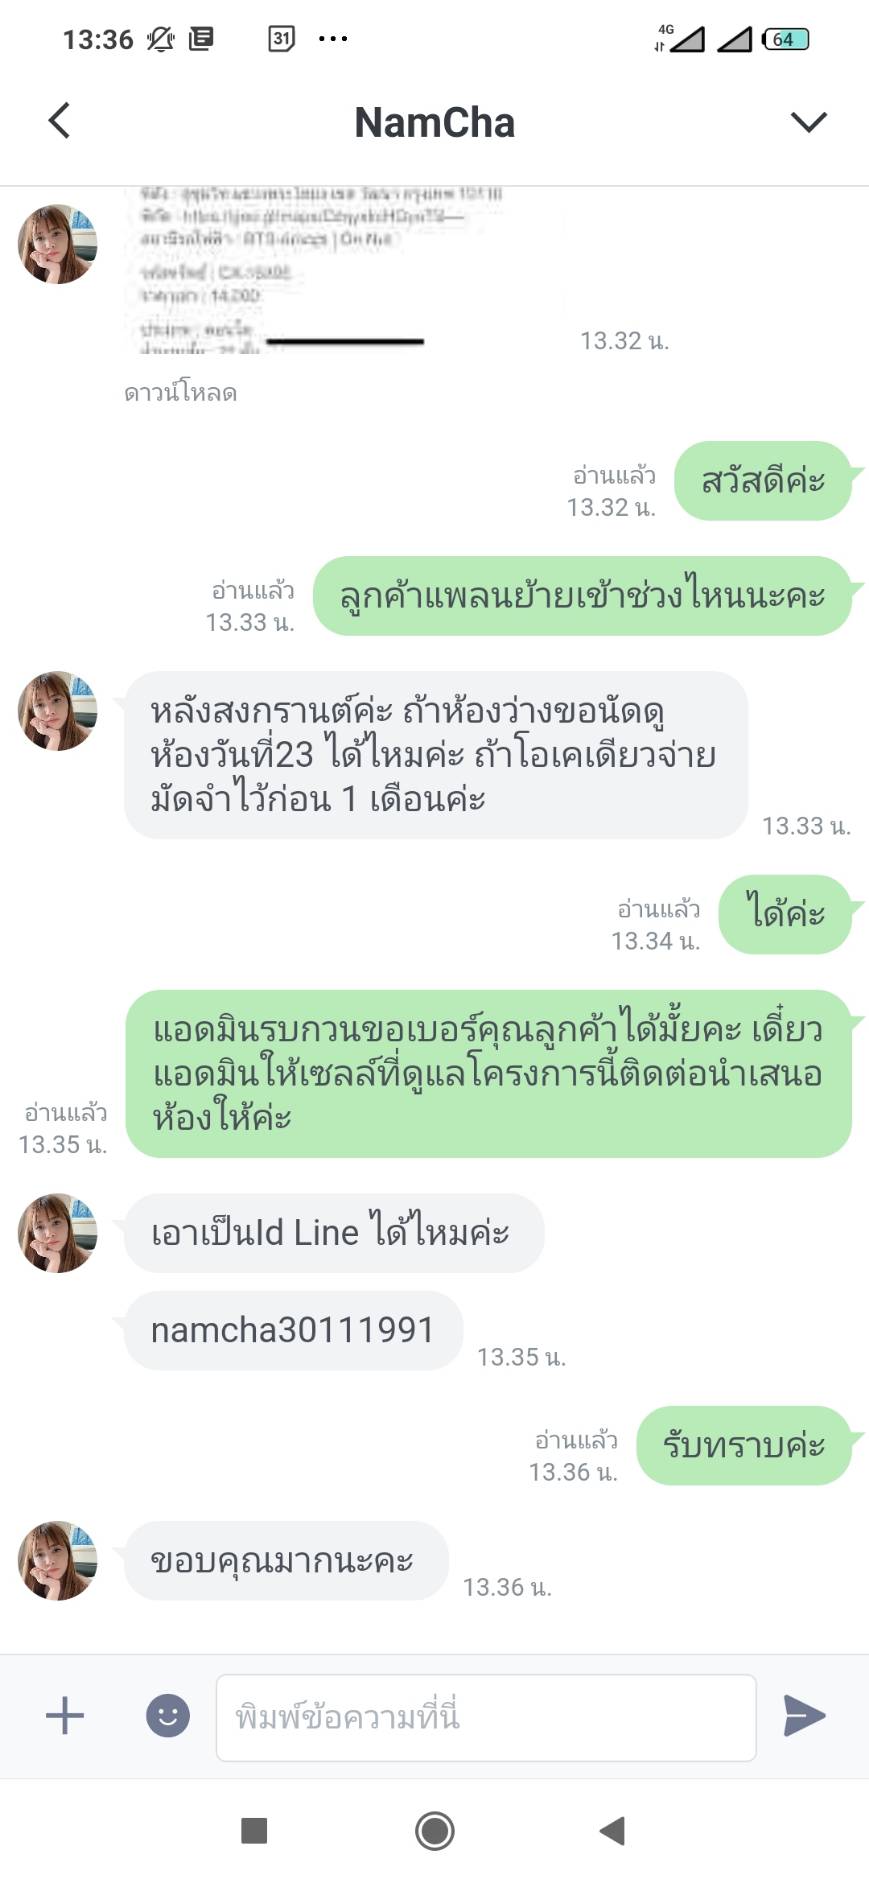 13:36
31
4G
64
NamCha
14,000
13.32 น.
ดาวน์โหลด
สวัสดีค่ะ
อ่านแล้ว
13.32 น.
ลูกค้าแพลนย้ายเข้าช่วงไหนนะคะ
อ่านแล้ว
13.33 น.
หลังสงกรานต์ค่ะ ถ้าห้องว่างขอนัดดู
ห้องวันที่23 ได้ไหมค่ะ ถ้าโอเคเดียวจ่าย
มัดจำไว้ก่อน 1 เดือนค่ะ
13.33 น.
ได้ค่ะ
อ่านแล้ว
13.34 น.
แอดมินรบกวนขอเบอร์คุณลูกค้าได้มั้ยคะ เดี๋ยว
แอดมินให้เซลล์ที่ดูแลโครงการนี้ติดต่อนำเสนอ
ห้องให้ค่ะ
อ่านแล้ว
13.35 น.
เอาเป็นId Line ได้ไหมค่ะ
namcha30111991
13.35 น.
รับทราบค่ะ
อ่านแล้ว
13.36 น.
ขอบคุณมากนะคะ
13.36 น.
พิมพ์ข้อความที่นี่